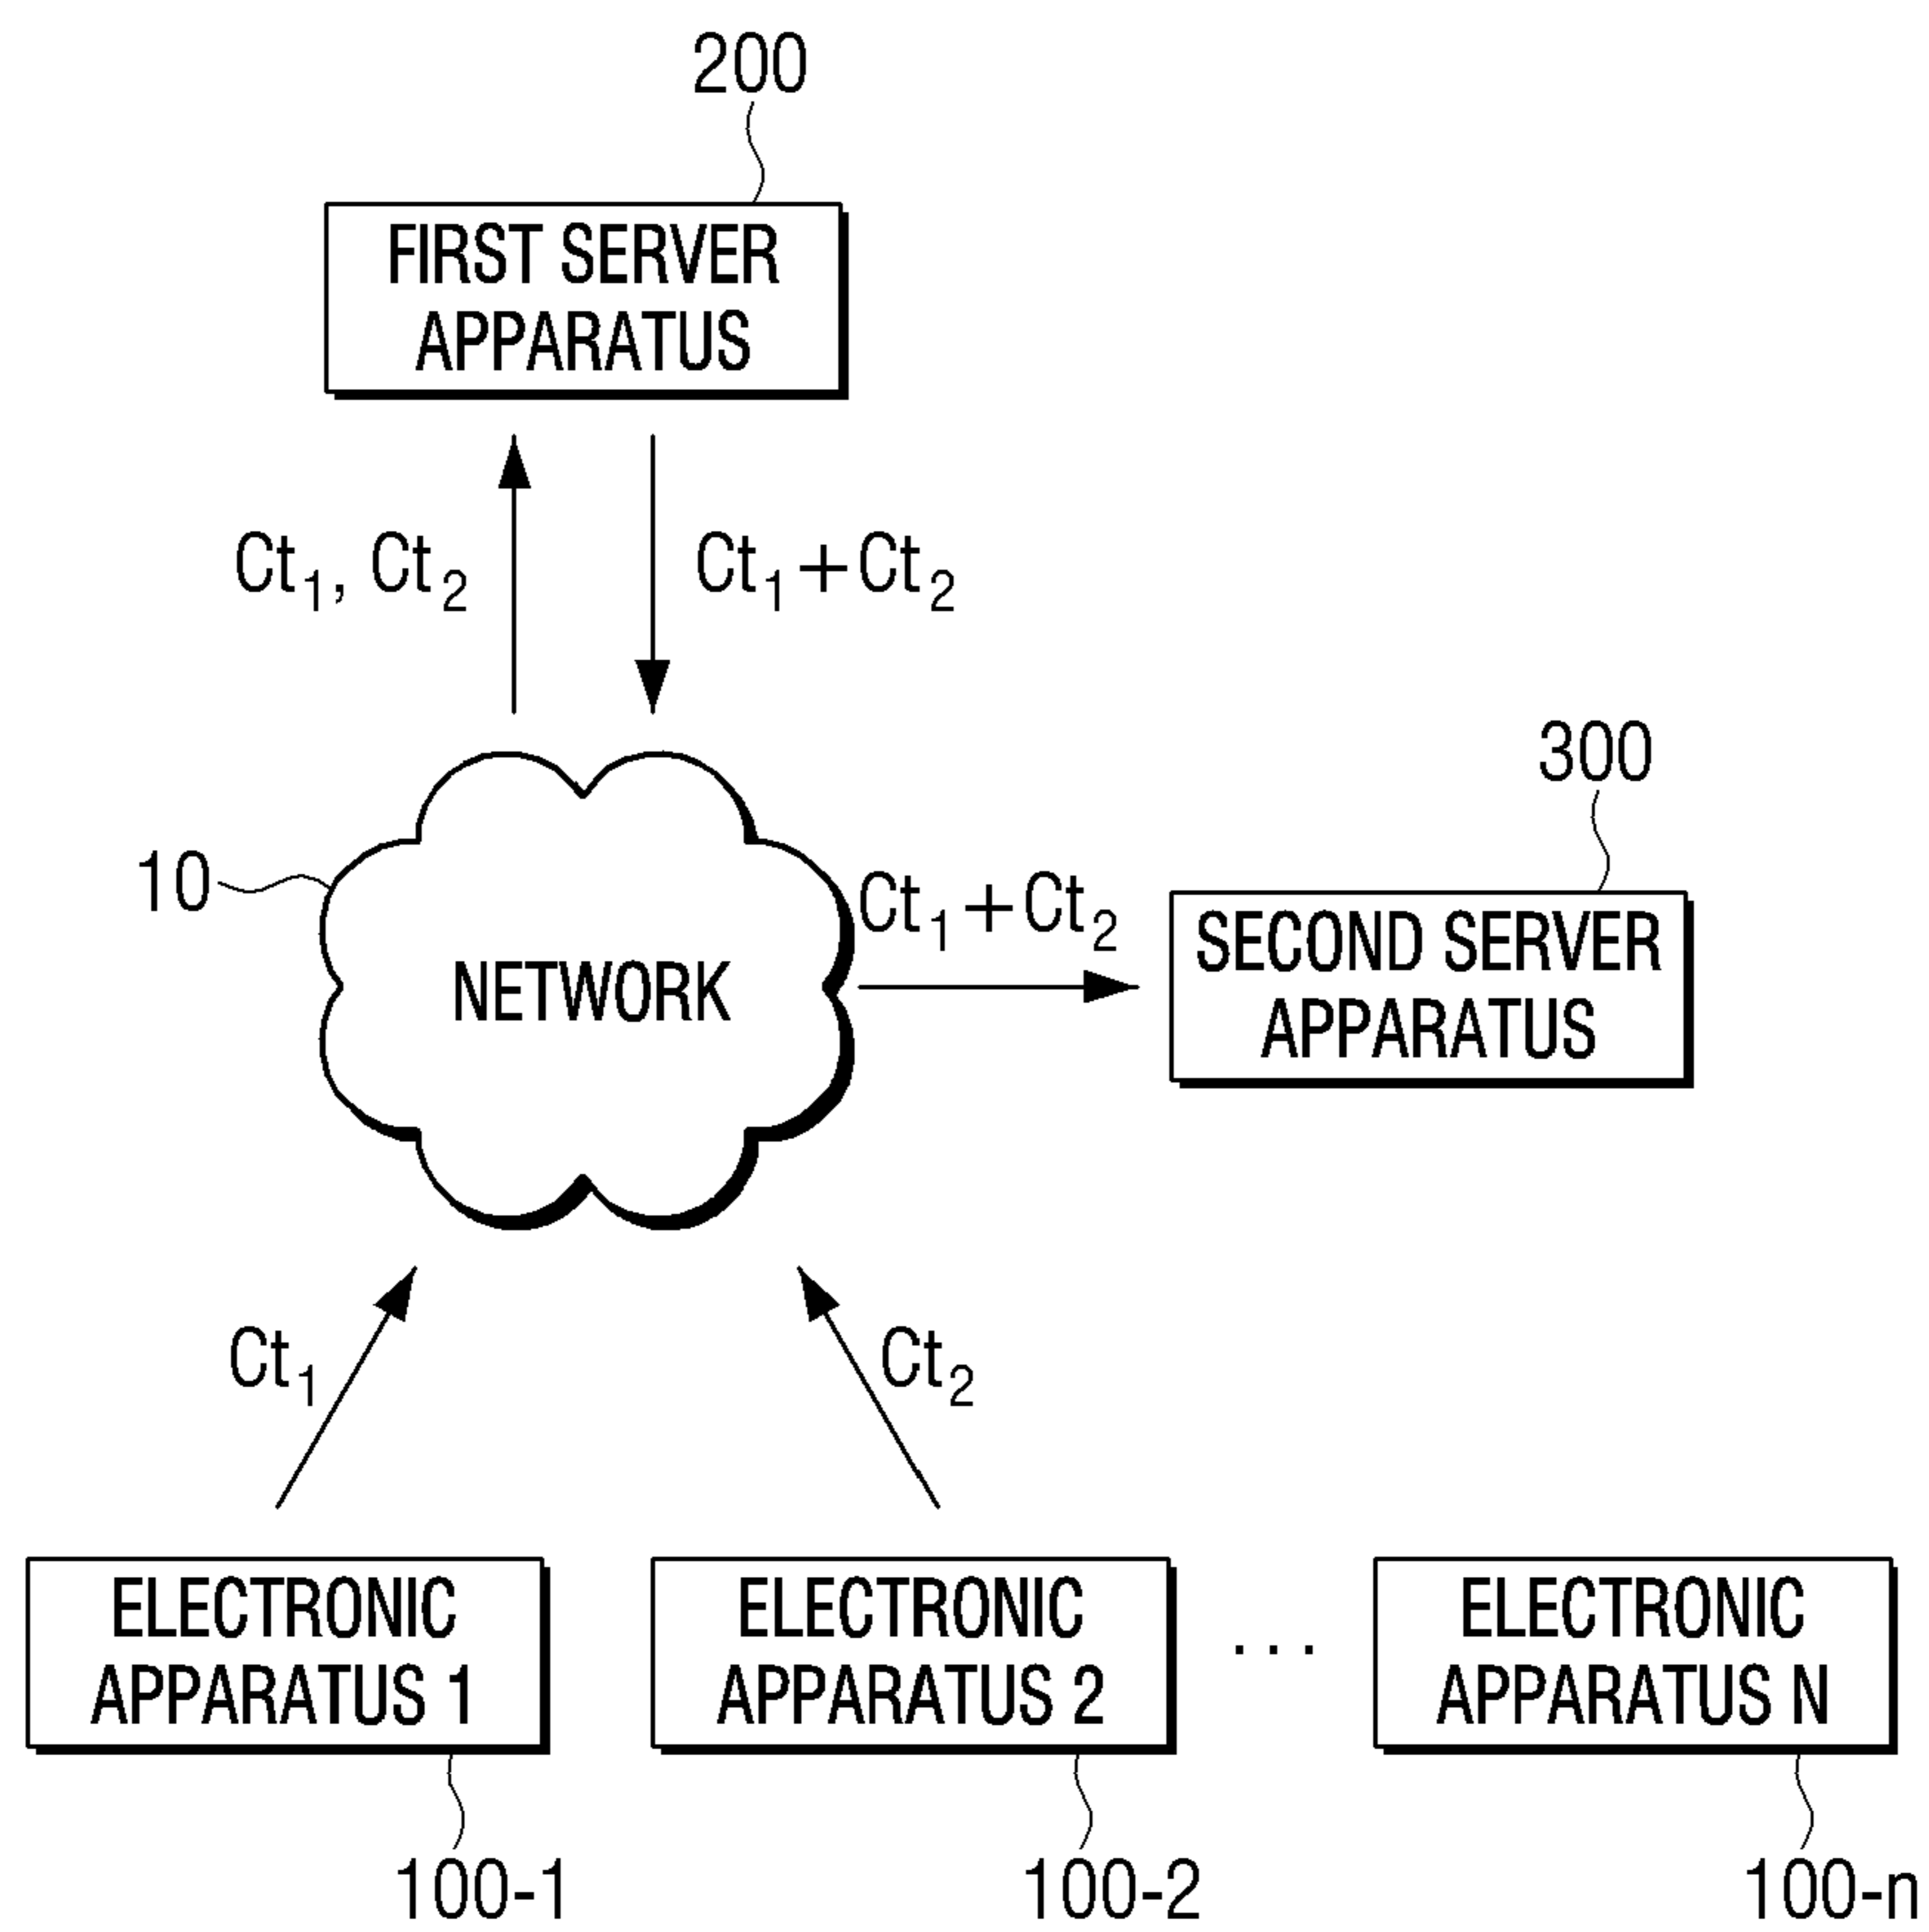 200
FIRST SERVER
APPARATUS
Ct₁, Ct₂
Ct₁+Ct₂
300
10
Ct₁+Ct₂
SECOND SERVER
APPARATUS
NETWORK
Ct₁
Ct₂
ELECTRONIC
APPARATUS 1
ELECTRONIC
APPARATUS 2
...
ELECTRONIC
APPARATUS N
100-1
100-2
100-n